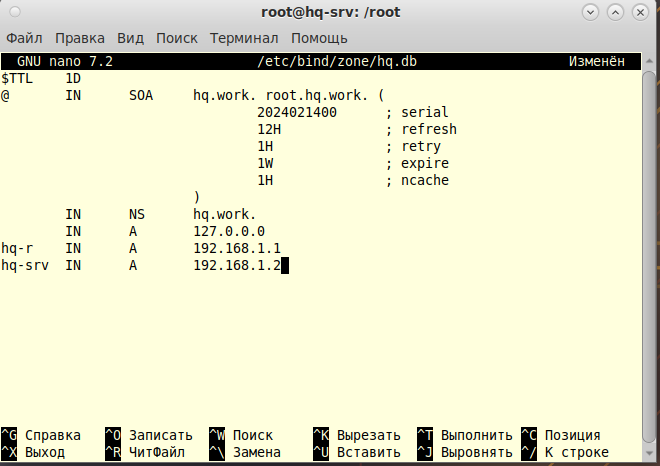 root@hq-srv: /root
Файл Правка Вид Поиск Терминал Помощь
GNU nano 7.2 /etc/bind/zone/hq.db Изменён
$TTL 1D
@ IN SOA hq.work. root.hq.work. (
2024021400 ; serial
12H ; refresh
1H ; retry
1W ; expire
1H ; ncache
)
IN NS hq.work.
IN A 127.0.0.0
hq-r IN A 192.168.1.1
hq-srv IN A 192.168.1.2
^G Справка ^O Записать ^W Поиск ^K Вырезать ^T Выполнить ^C Позиция
^X Выход ^R ЧитФайл ^\ Замена ^U Вставить ^J Выровнять ^/ К строке